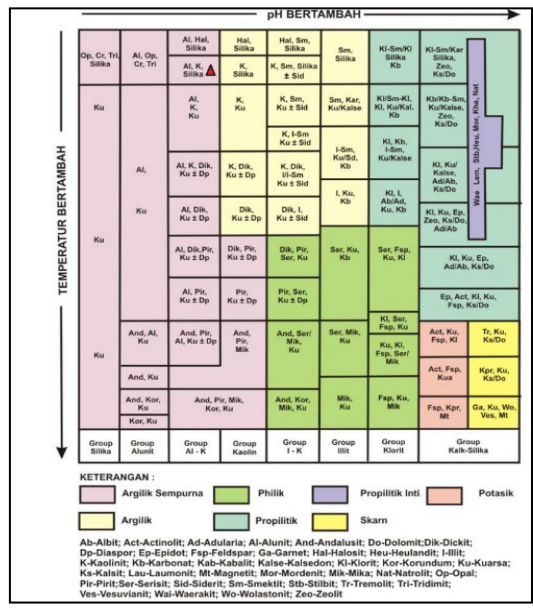 pH BERTAMBAH
TEMPERATUR BERTAMBAH
Op, Cr, Tri,
Silika
Ku
Ku
Ku
Ku
Group
Silika
Al, Op,
Cr, Tri
Al,
Ku
Ku
And, Al,
Ku
And, Ku
And, Kor,
Ku
Kor, Ku
Group
Alunit
Al, Hal,
Silika
Al, K,
Silika
Al,
K,
Ku
Al, K, Dik,
Ku ± Dp
Al, Dik,
Ku ± Dp
Al, Dik,Pir,
Ku ± Dp
Al, Pir,
Ku ± Dp
And, Pir,
Al, Ku ± Dp
And, Pir, Mik,
Kor, Ku
Group
Al - K
Hal,
Silika
K,
Silika
K,
Ku
K, Dik,
Ku ± Dp
Dik,
Ku ± Dp
Dik, Pir,
Ku ± Dp
Pir,
Ku ± Dp
And,
Pir,
Mik
Group
Kaolin
Hal, Sm,
Silika
K, Sm, Silika
± Sid
K, Sm,
Ku ± Sid
K, I-Sm
Ku ± Sid
K, Dik,
I/I-Sm
Ku ± Sid
Dik, I,
Ku ± Sid
Dik, Pir,
Ser, Ku
Pir, Ser,
Ku ± Dp
And, Ser/
Mik,
Ku
And, Kor,
Mik, Ku
Group
I - K
Sm,
Silika
Sm, Kar,
Ku/Kalse
I-Sm,
Ku/Sd,
Kb
I, Ku,
Kb
Ser, Ku,
Kb
Ser, Mik,
Ku
Mik,
Ku
Group
Illit
Kl-Sm/Kl
Silika
Kb
Kl/Sm-Kl,
Kl, Ku/Kal,
Kb
Kl, Kb,
I-Sm,
Ku/Kalse
Kl, I,
Ab/Ad,
Ku, Kb
Ser, Fsp,
Ku, Kl
Kl, Ser,
Fsp, Ku
Ku, Kl,
Fsp, Ser/
Mik
Fsp, Ku,
Mik
Group
Klorit
Kl-Sm/Kar
Silika,
Zeo,
Ks/Do
Kb/Kb-Sm,
Ku/Kalse,
Zeo,
Ks/Do
Kl, Ku/
Kalse,
Ad/Ab,
Ks/Do
Kl, Ku, Ep,
Zeo, Ks/Do,
Ad/Ab
Wae Lem, Stb,Heu, Mor, Kha, Nat
Kl, Ku, Ep,
Ad/Ab, Ks/Do
Ep, Act, Kl, Ku,
Fsp, Ks/Do
Act, Ku,
Fsp, Kl
Tr, Ku,
Ks/Do
Act, Fsp,
Kua
Kpr, Ku,
Ks/Do
Fsp, Kpr,
Mt
Ga, Ku, Wo,
Ves, Mt
Group
Kalk-Silika
KETERANGAN :
Argilik Sempurna
Philik
Propilitik Inti
Potasik
Argilik
Propilitik
Skarn
Ab-Albit; Act-Actinolit; Ad-Adularia; Al-Alunit; And-Andalusit; Do-Dolomit;Dik-Dickit;
Dp-Diaspor; Ep-Epidot; Fsp-Feldspar; Ga-Garnet; Hal-Halosit; Heu-Heulandit; I-Illit;
K-Kaolinit; Kb-Karbonat; Kab-Kabalit; Kalse-Kalsedon; Kl-Klorit; Kor-Korundum; Ku-Kuarsa;
Ks-Kalsit; Lau-Laumonit; Mt-Magnetit; Mor-Mordenit; Mik-Mika; Nat-Natrolit; Op-Opal;
Pir-Pirit;Ser-Serisit; Sid-Siderit; Sm-Smektit; Stb-Stilbit; Tr-Tremolit; Tri-Tridimit;
Ves-Vesuvianit; Wai-Waerakit; Wo-Wolastonit; Zeo-Zeolit